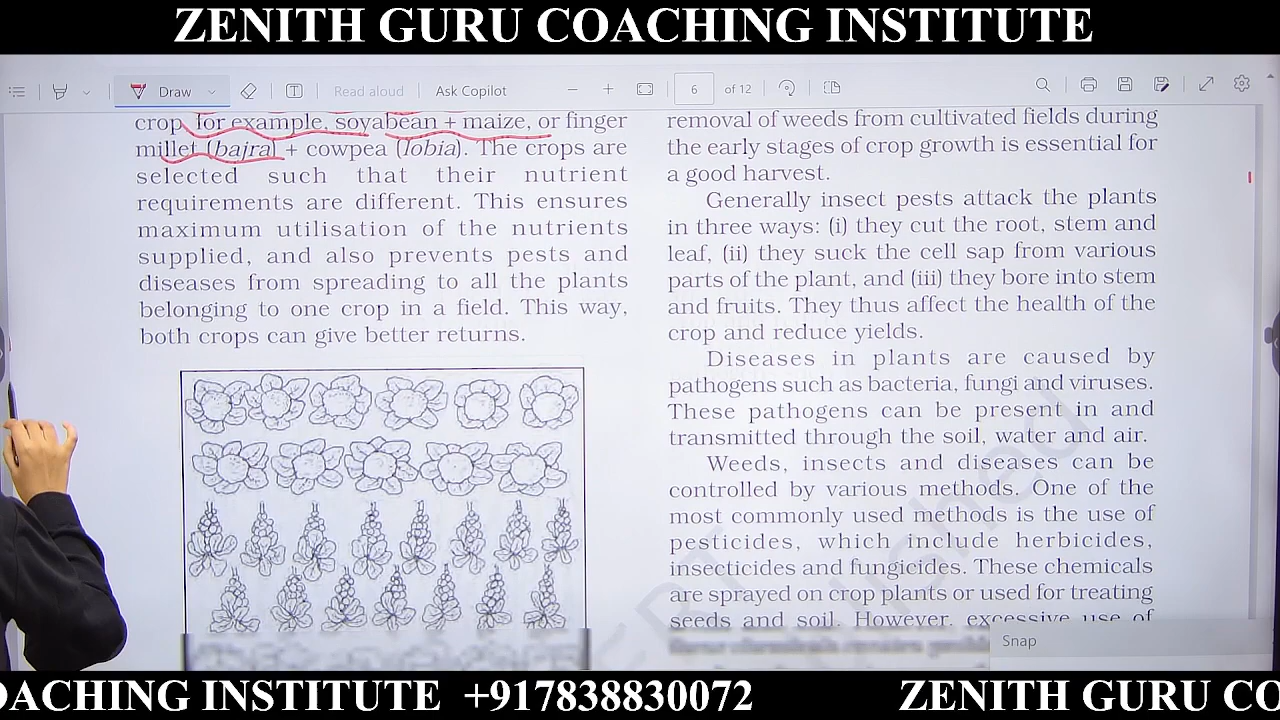 ZENITH GURU COACHING INSTITUTE
Draw
Read aloud
Ask Copilot
6
of 12
crop for example, soyabean + maize, or finger
millet (bajra) + cowpea (lobia). The crops are
selected such that their nutrient
requirements are different. This ensures
maximum utilisation of the nutrients
supplied, and also prevents pests and
diseases from spreading to all the plants
belonging to one crop in a field. This way,
both crops can give better returns.
removal of weeds from cultivated fields during
the early stages of crop growth is essential for
a good harvest.
Generally insect pests attack the plants
in three ways: (i) they cut the root, stem and
leaf, (ii) they suck the cell sap from various
parts of the plant, and (iii) they bore into stem
and fruits. They thus affect the health of the
crop and reduce yields.
Diseases in plants are caused by
pathogens such as bacteria, fungi and viruses.
These pathogens can be present in and
transmitted through the soil, water and air.
Weeds, insects and diseases can be
controlled by various methods. One of the
most commonly used methods is the use of
pesticides, which include herbicides,
insecticides and fungicides. These chemicals
are sprayed on crop plants or used for treating
seeds and soil. However, excessive use of
Snap
OACHING INSTITUTE +917838830072
ZENITH GURU CO